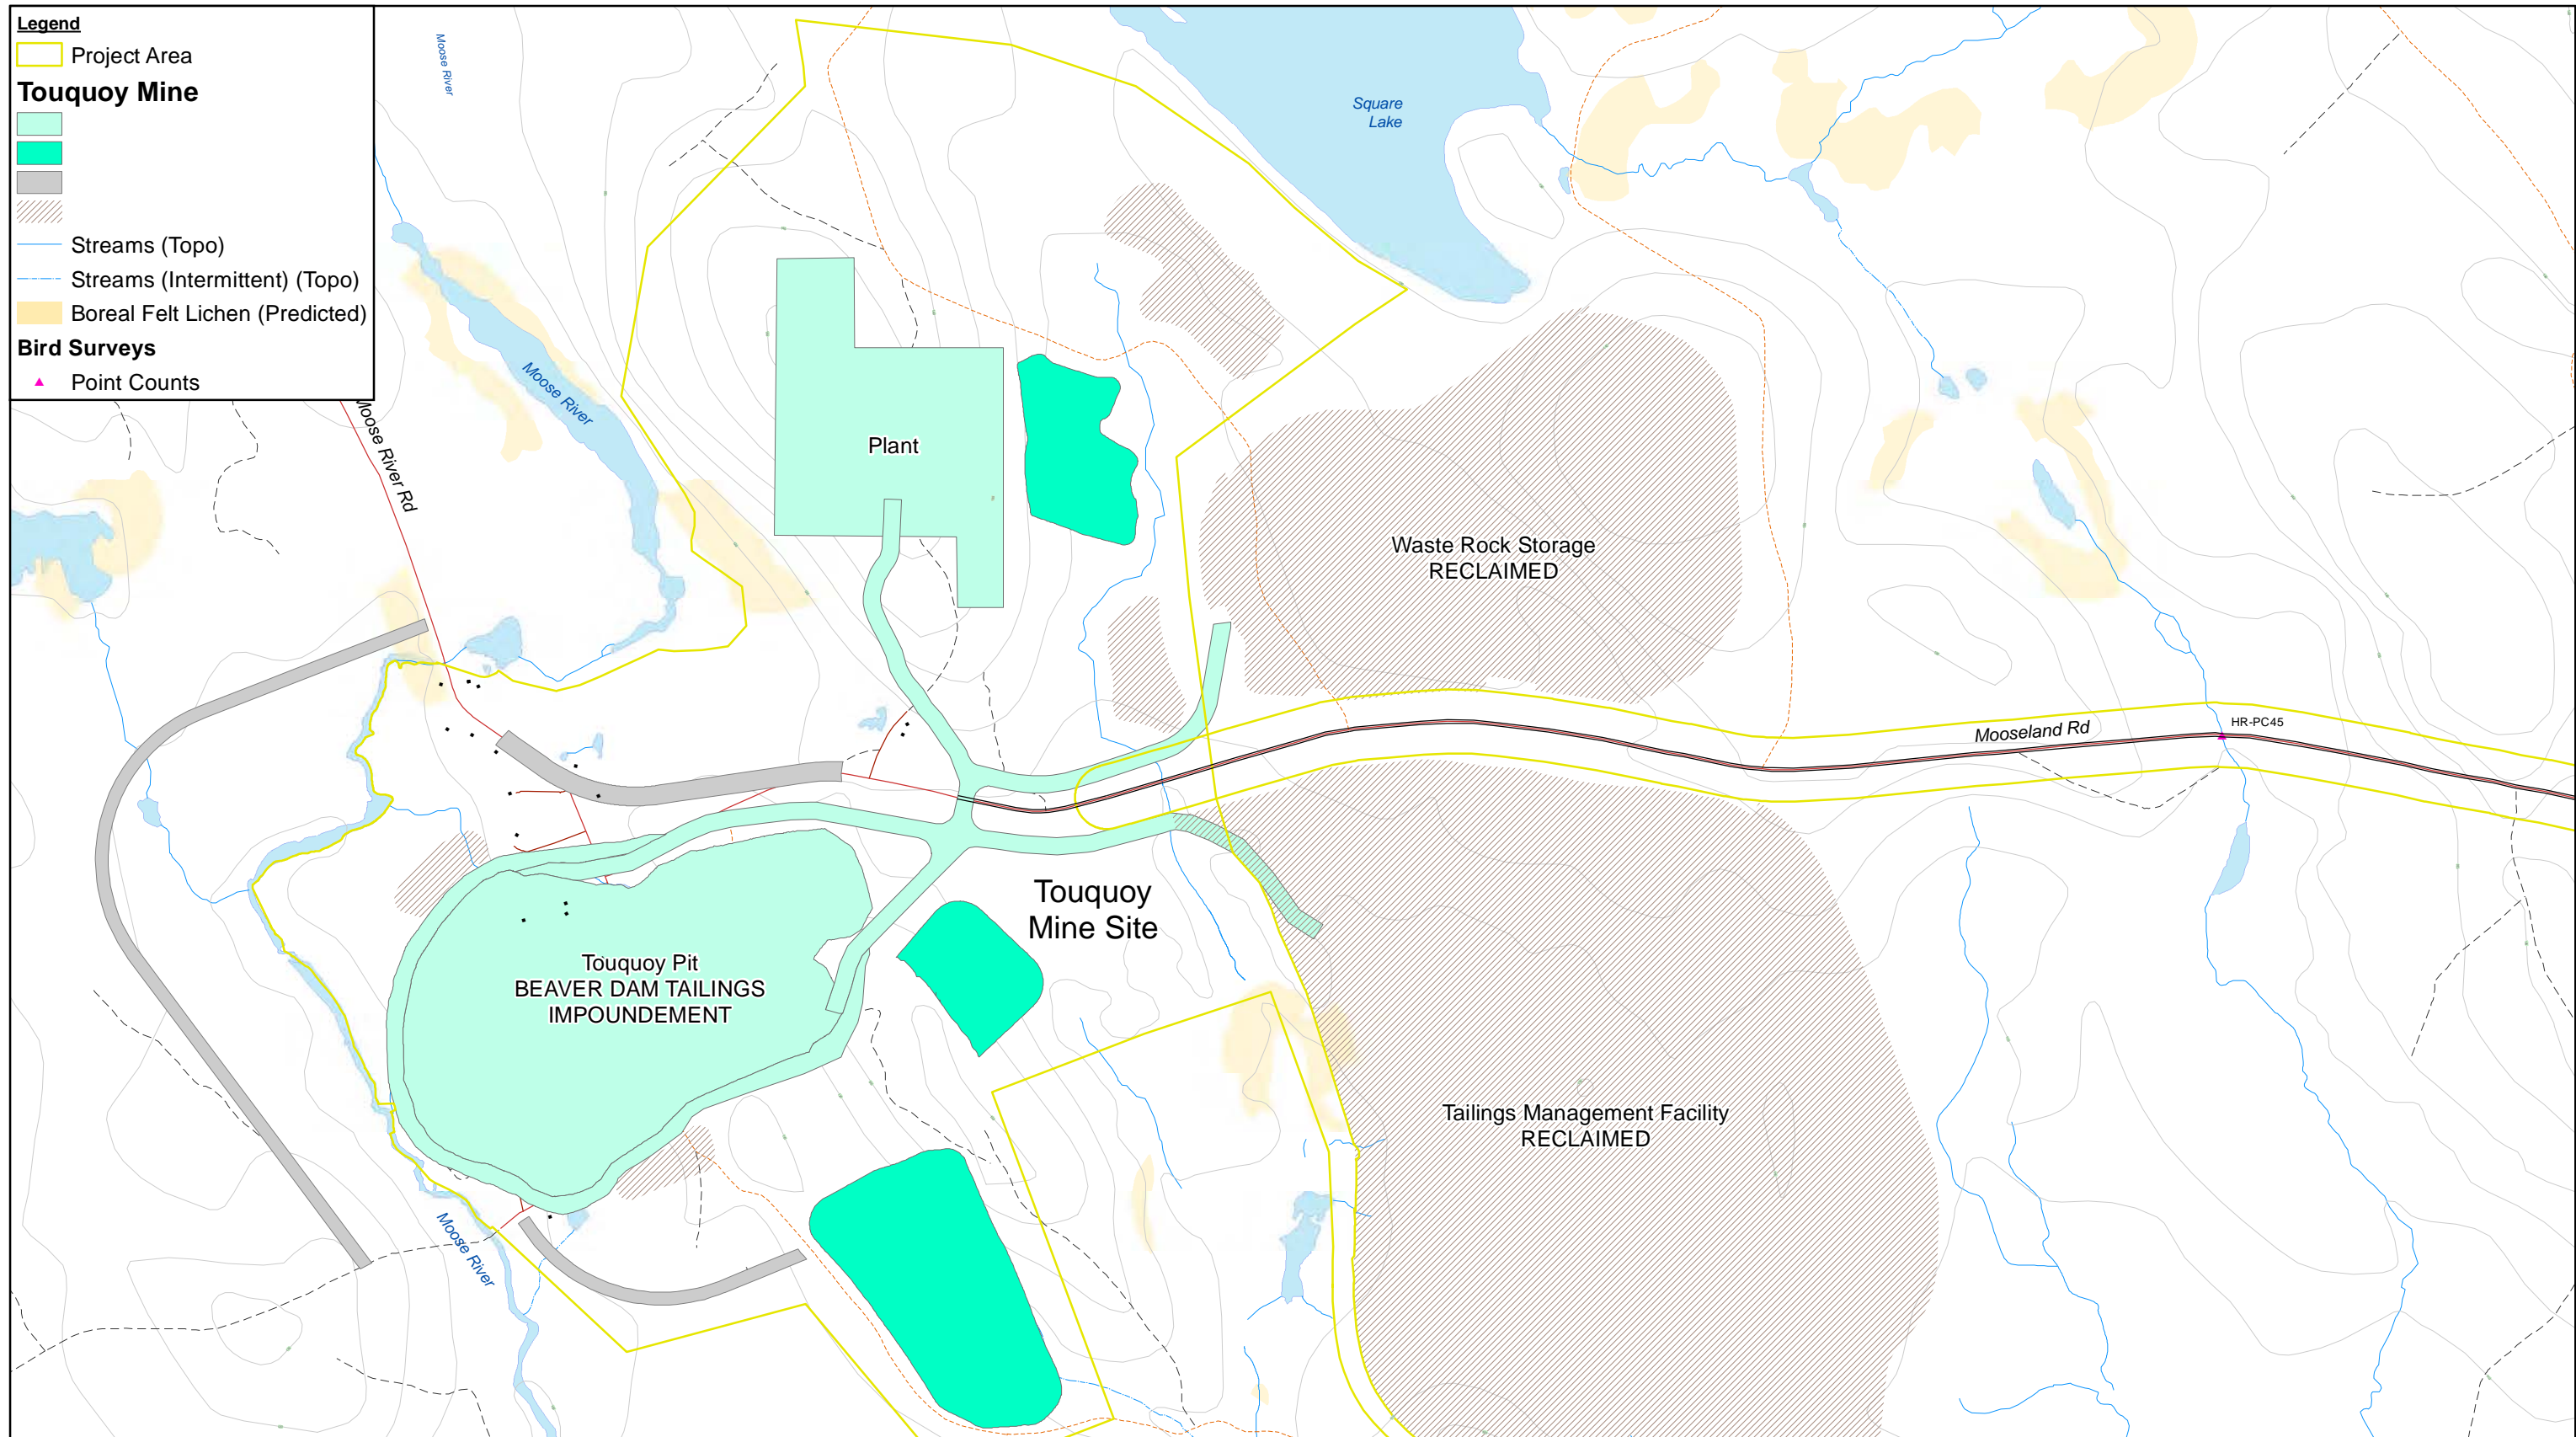 Legend
Project Area
Touquoy Mine
Streams (Topo)
Streams (Intermittent) (Topo)
Boreal Felt Lichen (Predicted)
Bird Surveys
Point Counts
Moose River
Square
Lake
Moose River
Moose River Rd
Plant
Waste Rock Storage
RECLAIMED
HR-PC45
Mooseland Rd
Touquoy
Mine Site
Touquoy Pit
BEAVER DAM TAILINGS
IMPOUNDEMENT
Tailings Management Facility
RECLAIMED
Moose River